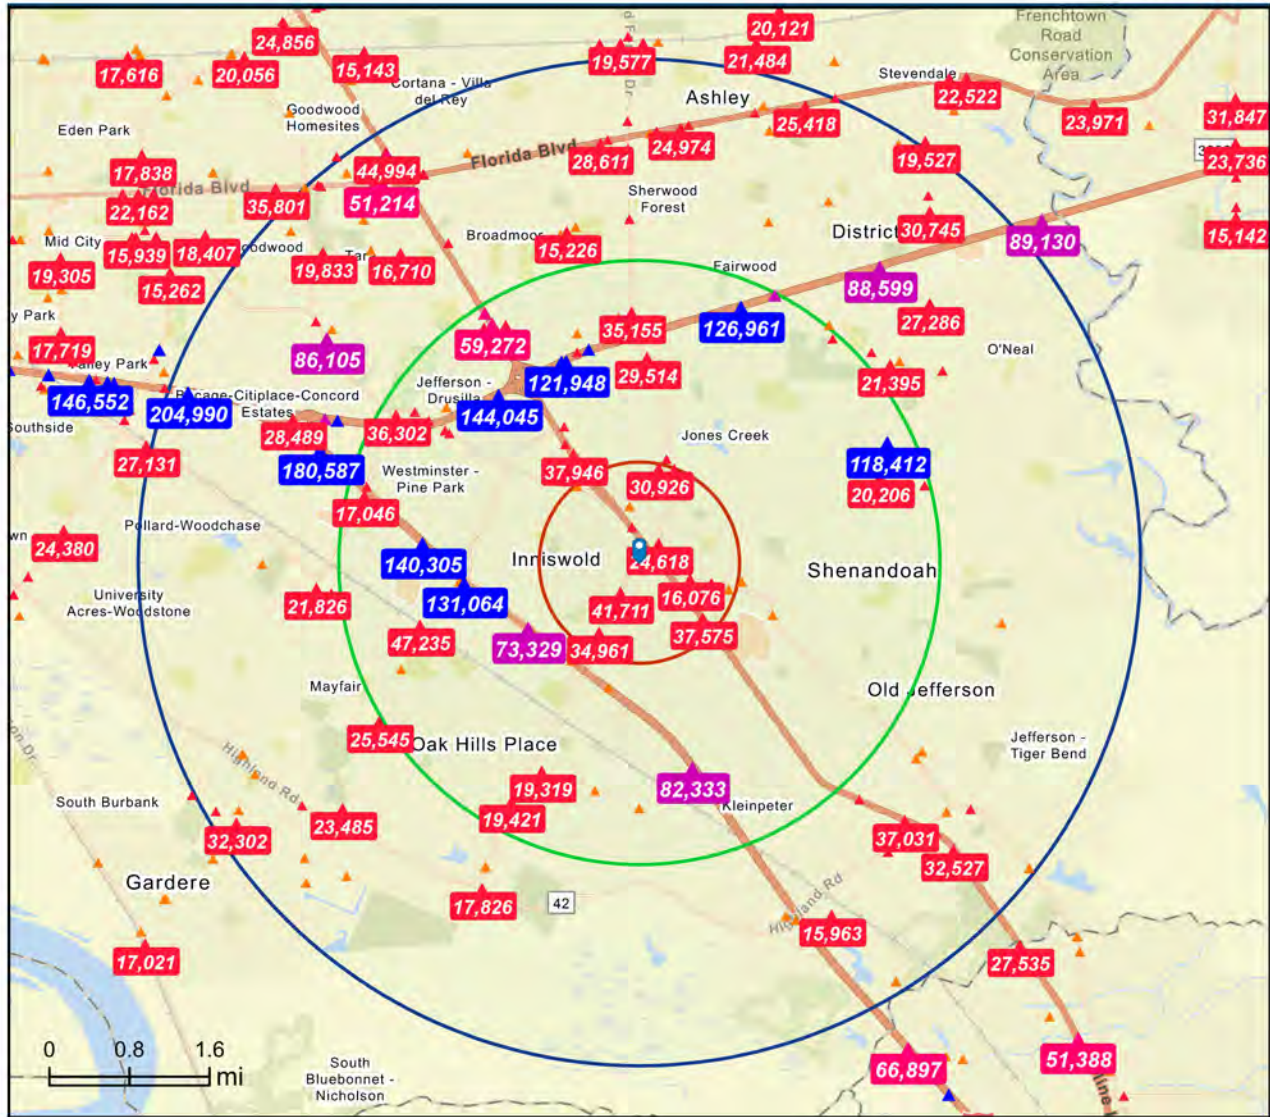 d F
20,121
Frenchtown
Road
Conservation
Area
24,856
17,616
20,056
15,143
19,577
21,484
Stevendale
Cortana - Villa
del Rey
Dr.
Ashley
22,522
Goodwood
Homesites
25,418
23,971
31,847
Eden Park
44,994
Florida Blvd
28,611
24,974
19,527
23,736
17,838
Florida Blvd
35,801
51,214
Sherwood
Forest
22,162
30,745
15,142
Mid City
15,939
18,407
oodwood
Tar
Broadmoor
15,226
District
89,130
19,305
15,262
19,833
16,710
Fairwood
88,599
y Park
17,719
86,105
59,272
35,155
126,961
27,286
O'Neal
Valley Park
146,552
204,990
Bocage-Citiplace-Concord
Estates
Jefferson -
Drusilla
121,948
29,514
21,395
144,045
Southside
28,489
36,302
Jones Creek
27,131
180,587
Westminster -
Pine Park
37,946
30,926
118,412
20,206
17,046
Pollard-Woodchase
wn
24,380
140,305
Inniswold
24,618
Shenandoah
University
Acres-Woodstone
21,826
131,064
41,711
16,076
47,235
73,329
34,961
37,575
Mayfair
Old Jefferson
25,545
Oak Hills Place
Jefferson -
Tiger Bend
on Dr
Highland Rd
South Burbank
19,319
82,333
Kleinpeter
32,302
23,485
19,421
37,031
32,527
Gardere
17,826
42
Highland Rd
15,963
17,021
27,535
0 0.8 1.6
mi
South
Bluebonnet -
Nicholson
66,897
51,388
line